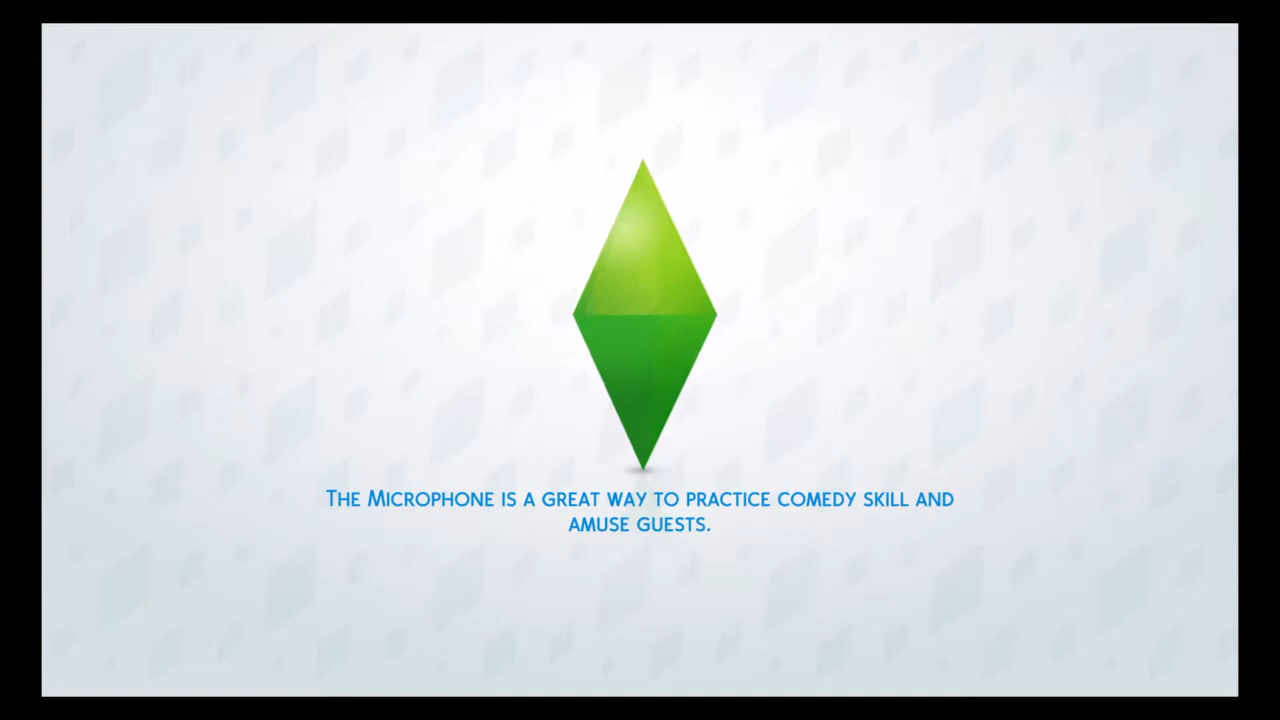 The Microphone is a great way to practice comedy skill and
amuse guests.